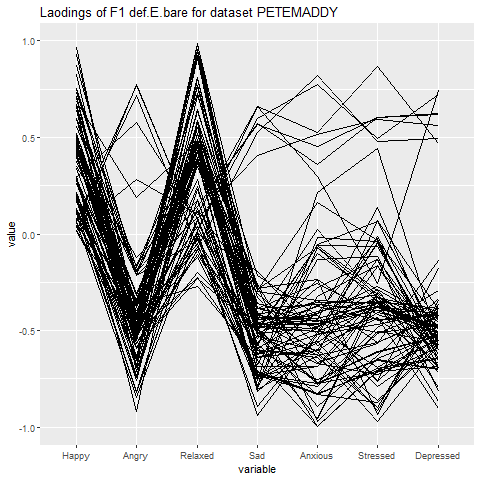 Laodings of F1 def.E.bare for dataset PETEMADDY
1.0
0.5
0.0
-0.5
-1.0
value
Happy Angry Relaxed Sad Anxious Stressed Depressed
variable